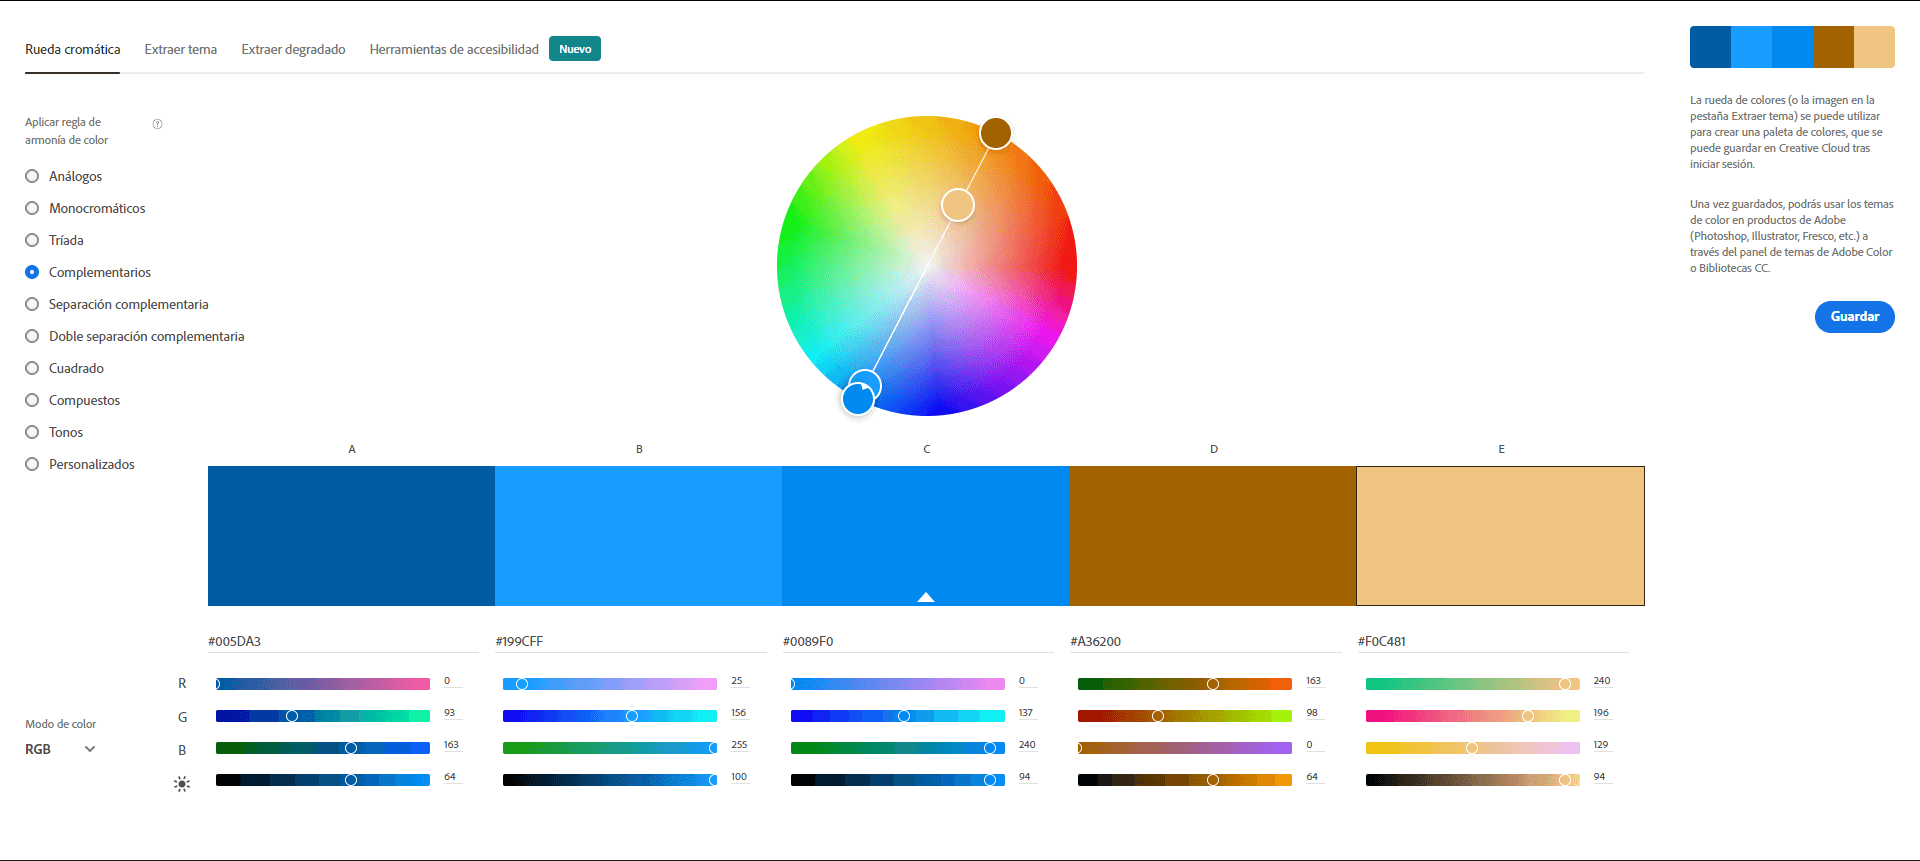 Rueda cromática Extraer tema Extraer degradado Herramientas de accesibilidad Nuevo
Aplicar regla de
armonía de color
Análogos
Monocromáticos
Tríada
Complementarios
Separación complementaria
Doble separación complementaria
Cuadrado
Compuestos
Tonos
Personalizados
La rueda de colores (o la imagen en la
pestaña Extraer tema) se puede utilizar
para crear una paleta de colores, que se
puede guardar en Creative Cloud tras
iniciar sesión.
Una vez guardados, podrás usar los temas
de color en productos de Adobe
(Photoshop, Illustrator, Fresco, etc.) a
través del panel de temas de Adobe Color
o Bibliotecas CC.
Guardar
A B C D E
#005DA3 #199CFF #0089F0 #A36200 #F0C481
R 0 25 0 163 240
G 93 156 137 98 196
B 163 255 240 0 129
64 100 94 64 94
Modo de color
RGB